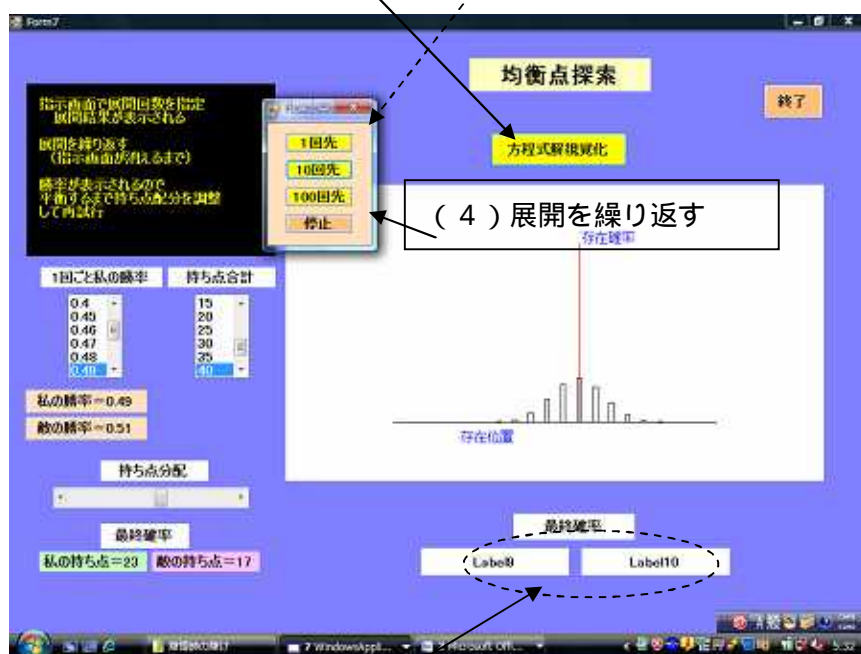 Form7
均衡点探索
終了
指示画面で展開回数を指定
展開結果が表示される
展開を繰り返す
(指示画面が消えるまで)
勝率が表示されるので
平衡するまで持ち点配分を調整
して再試行
1回先
10回先
100回先
停止
方程式解視覚化
(4)展開を繰り返す
存在確率
1回ごと私の勝率
持ち点合計
0.4
0.45
0.46
0.47
0.48
0.49
15
20
25
30
35
40
私の勝率=0.49
敵の勝率=0.51
存在位置
持ち点分配
最終確率
私の持ち点=23
敵の持ち点=17
最終確率
Label9
Label10
7 WindowsAppl...
2 Microsoft Offi...
5:32